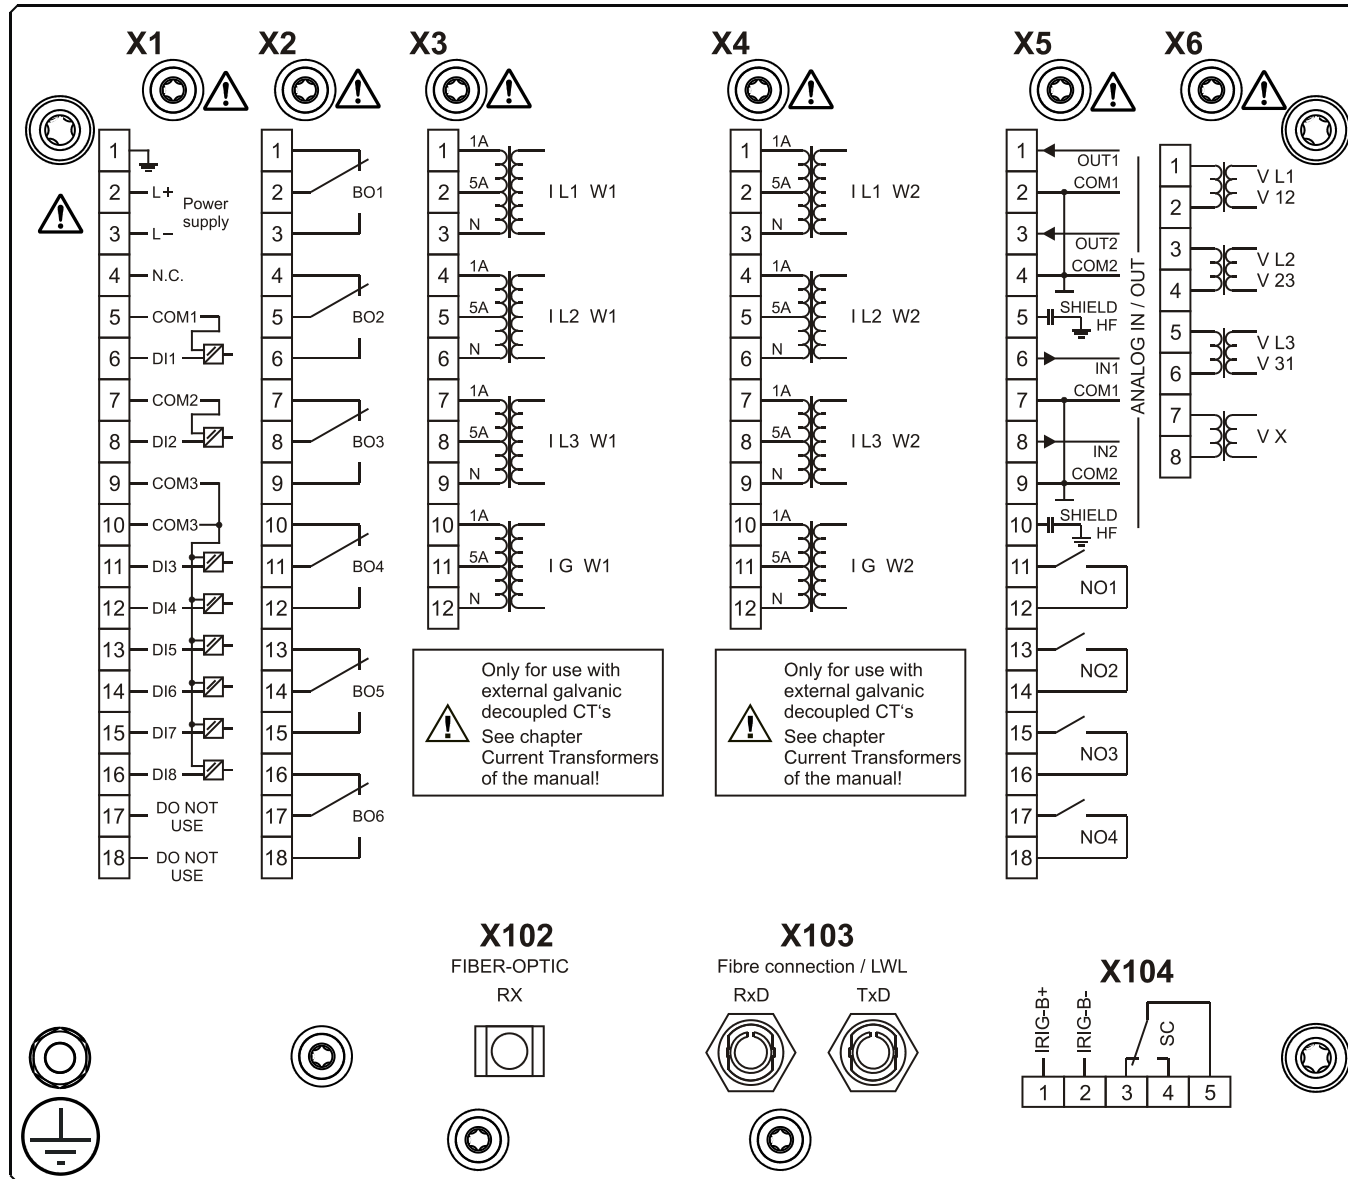 X1 X2 X3 X4 X5 X6
1
2 L+ Power supply
3 L−
4 N.C.
5 COM1
6 DI1
7 COM2
8 DI2
9 COM3
10 COM3
11 DI3
12 DI4
13 DI5
14 DI6
15 DI7
16 DI8
17 DO NOT USE
18 DO NOT USE
1
2 BO1
3
4
5 BO2
6
7
8 BO3
9
10
11 BO4
12
13
14 BO5
15
16
17 BO6
18
1 1A
2 5A I L1 W1
3 N
4 1A
5 5A I L2 W1
6 N
7 1A
8 5A I L3 W1
9 N
10 1A
11 5A I G W1
12 N
Only for use with
external galvanic
decoupled CT‘s
See chapter
Current Transformers
of the manual!
1 1A
2 5A I L1 W2
3 N
4 1A
5 5A I L2 W2
6 N
7 1A
8 5A I L3 W2
9 N
10 1A
11 5A I G W2
12 N
Only for use with
external galvanic
decoupled CT‘s
See chapter
Current Transformers
of the manual!
1 OUT1
2 COM1
3 OUT2
4 COM2
5 SHIELD HF
6 IN1
7 COM1
8 IN2
9 COM2
10 SHIELD HF
ANALOG IN / OUT
11
NO1
12
13
NO2
14
15
NO3
16
17
NO4
18
1 V L1
2 V 12
3 V L2
4 V 23
5 V L3
6 V 31
7
V X
8
X102
FIBER-OPTIC
RX
X103
Fibre connection / LWL
RxD TxD
X104
IRIG-B+ IRIG-B- SC
1 2 3 4 5